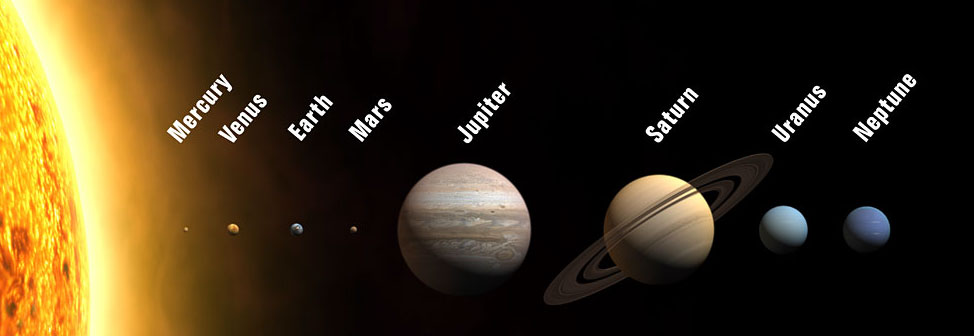 Mercury
Venus
Earth
Mars
Jupiter
Saturn
Uranus
Neptune